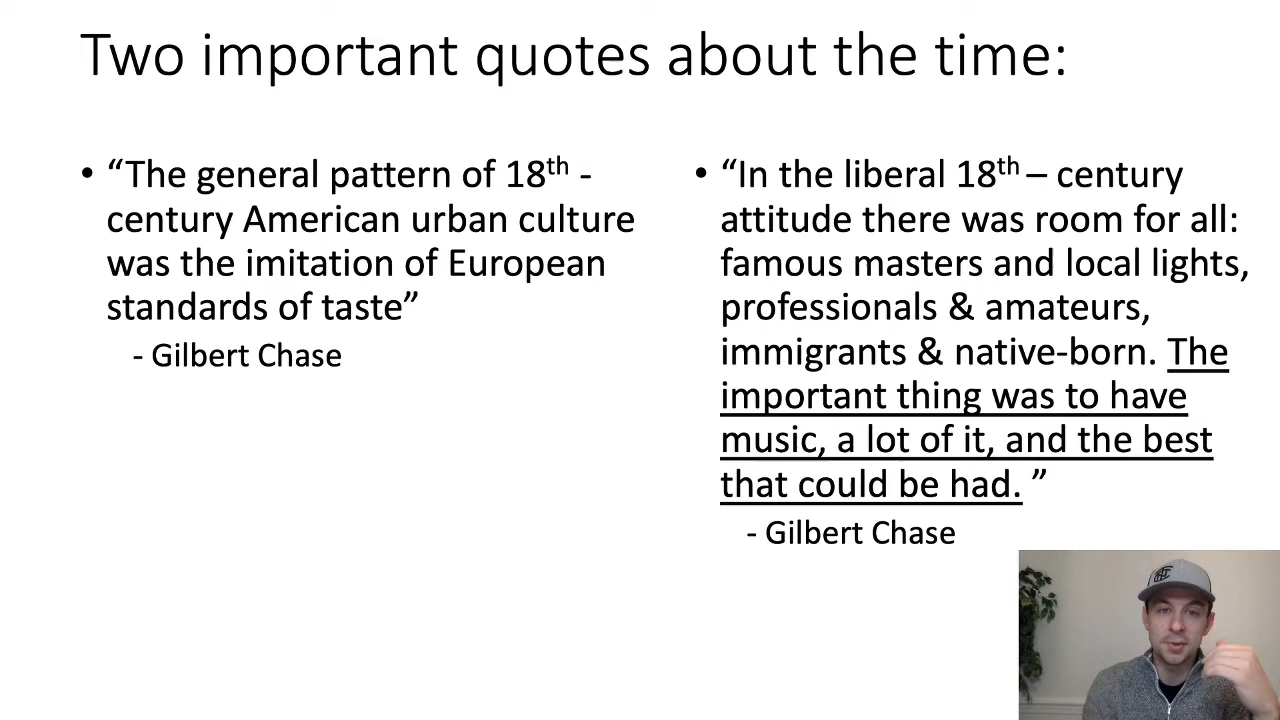 Two important quotes about the time:
• “The general pattern of 18th -
century American urban culture
was the imitation of European
standards of taste”
- Gilbert Chase
• “In the liberal 18th – century
attitude there was room for all:
famous masters and local lights,
professionals & amateurs,
immigrants & native-born. The
important thing was to have
music, a lot of it, and the best
that could be had. ”
- Gilbert Chase